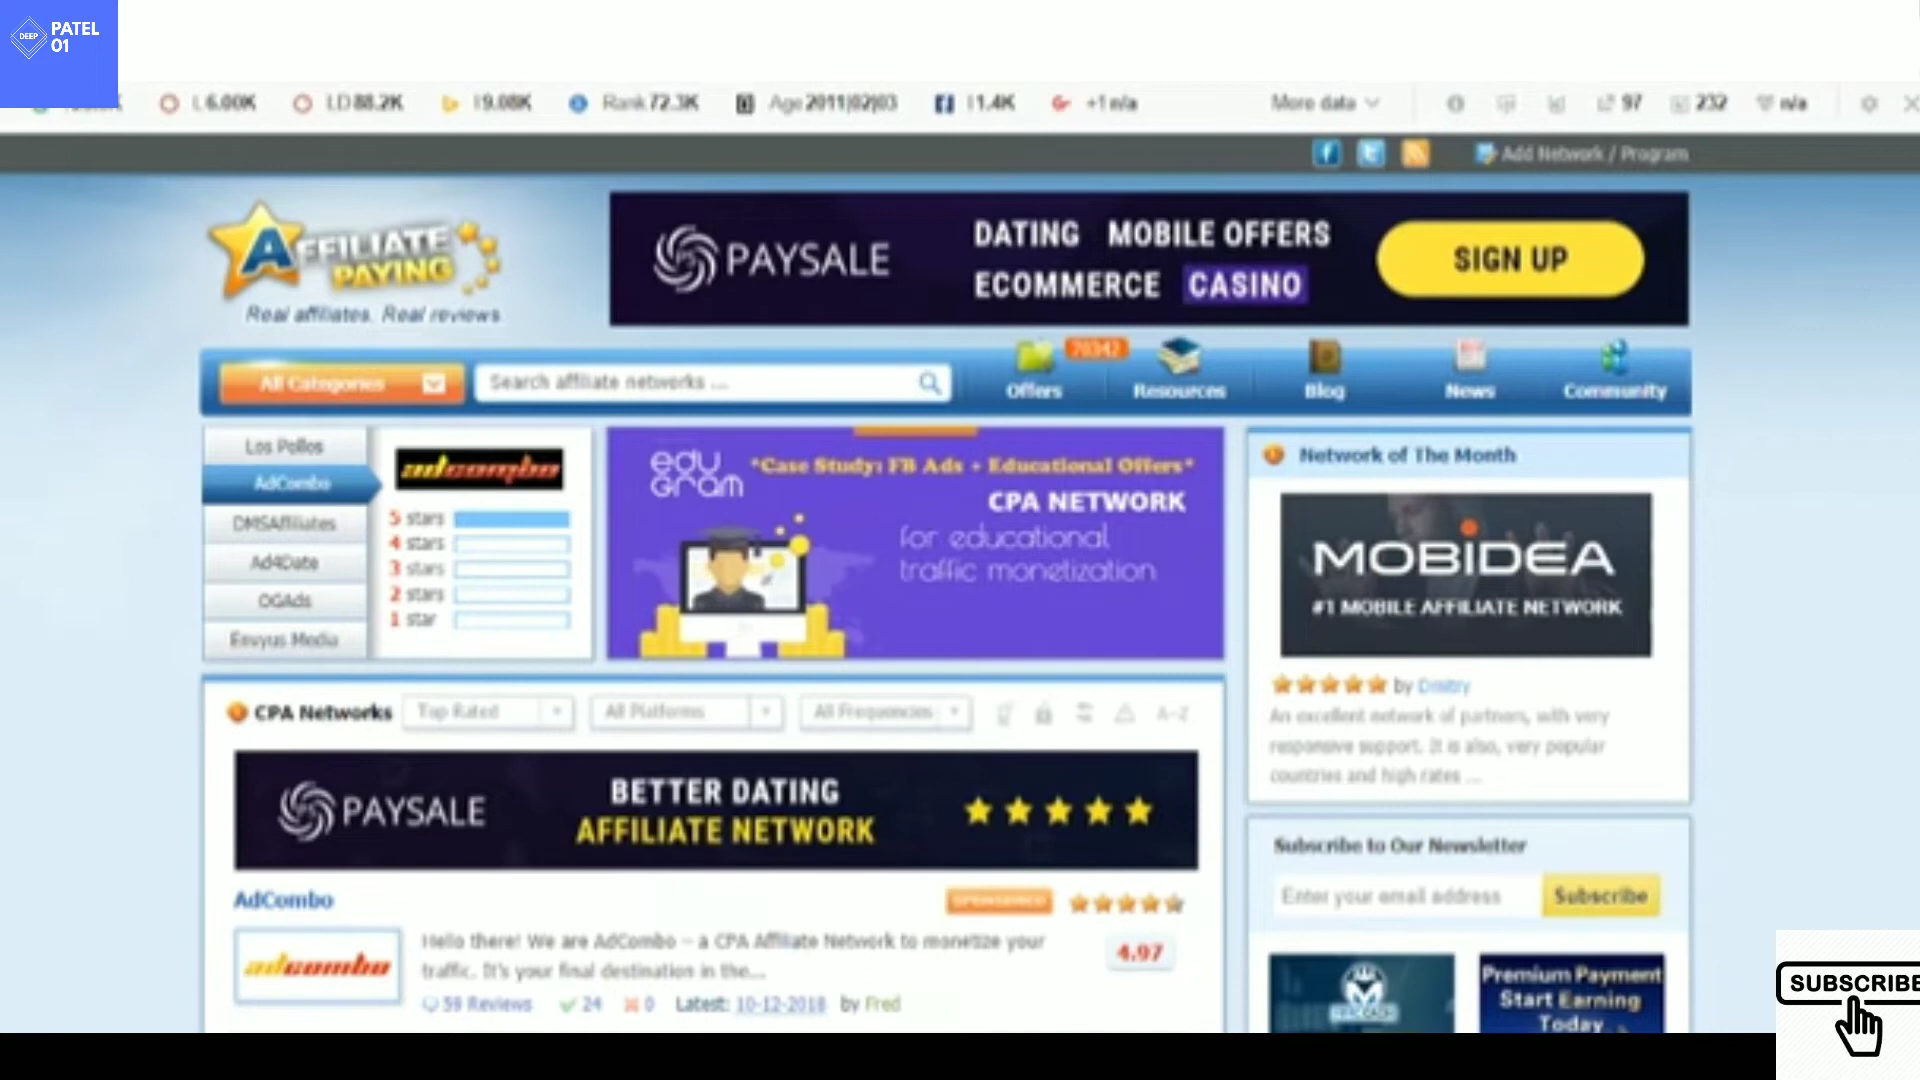 DEEP
PATEL
01
L 6.00K
LD 88.2K
I 9.08K
Rank 72.3K
Age 2011|02|03
I 1.4K
+1 n/a
More data
97
232
n/a
Add Network / Program
AFFILIATE
PAYING
Real affiliates. Real reviews
PAYSALE
DATING MOBILE OFFERS
ECOMMERCE CASINO
SIGN UP
All Categories
Search affiliate networks ...
70342
Offers
Resources
Blog
News
Community
Los Pollos
AdCombo
DMSAffiliates
Ad4Date
OGAds
Envyus Media
adcombo
5 stars
4 stars
3 stars
2 stars
1 star
edu
Gram
*Case Study: FB Ads + Educational Offers*
CPA NETWORK
for educational
traffic monetization
Network of The Month
MOBIDEA
#1 MOBILE AFFILIATE NETWORK
by Dmitry
An excellent network of partners, with very
responsive support. It is also, very popular
countries and high rates ...
CPA Networks
Top Rated
All Platforms
All Frequencies
A-Z
PAYSALE
BETTER DATING
AFFILIATE NETWORK
Subscribe to Our Newsletter
Enter your email address
Subscribe
AdCombo
SPONSORED
adcombo
Hello there! We are AdCombo – a CPA Affiliate Network to monetize your
traffic. It's your final destination in the...
4.97
59 Reviews 24 0 Latest: 10-12-2018 by Fred
Premium Payment
Start Earning
Today
SUBSCRIBE